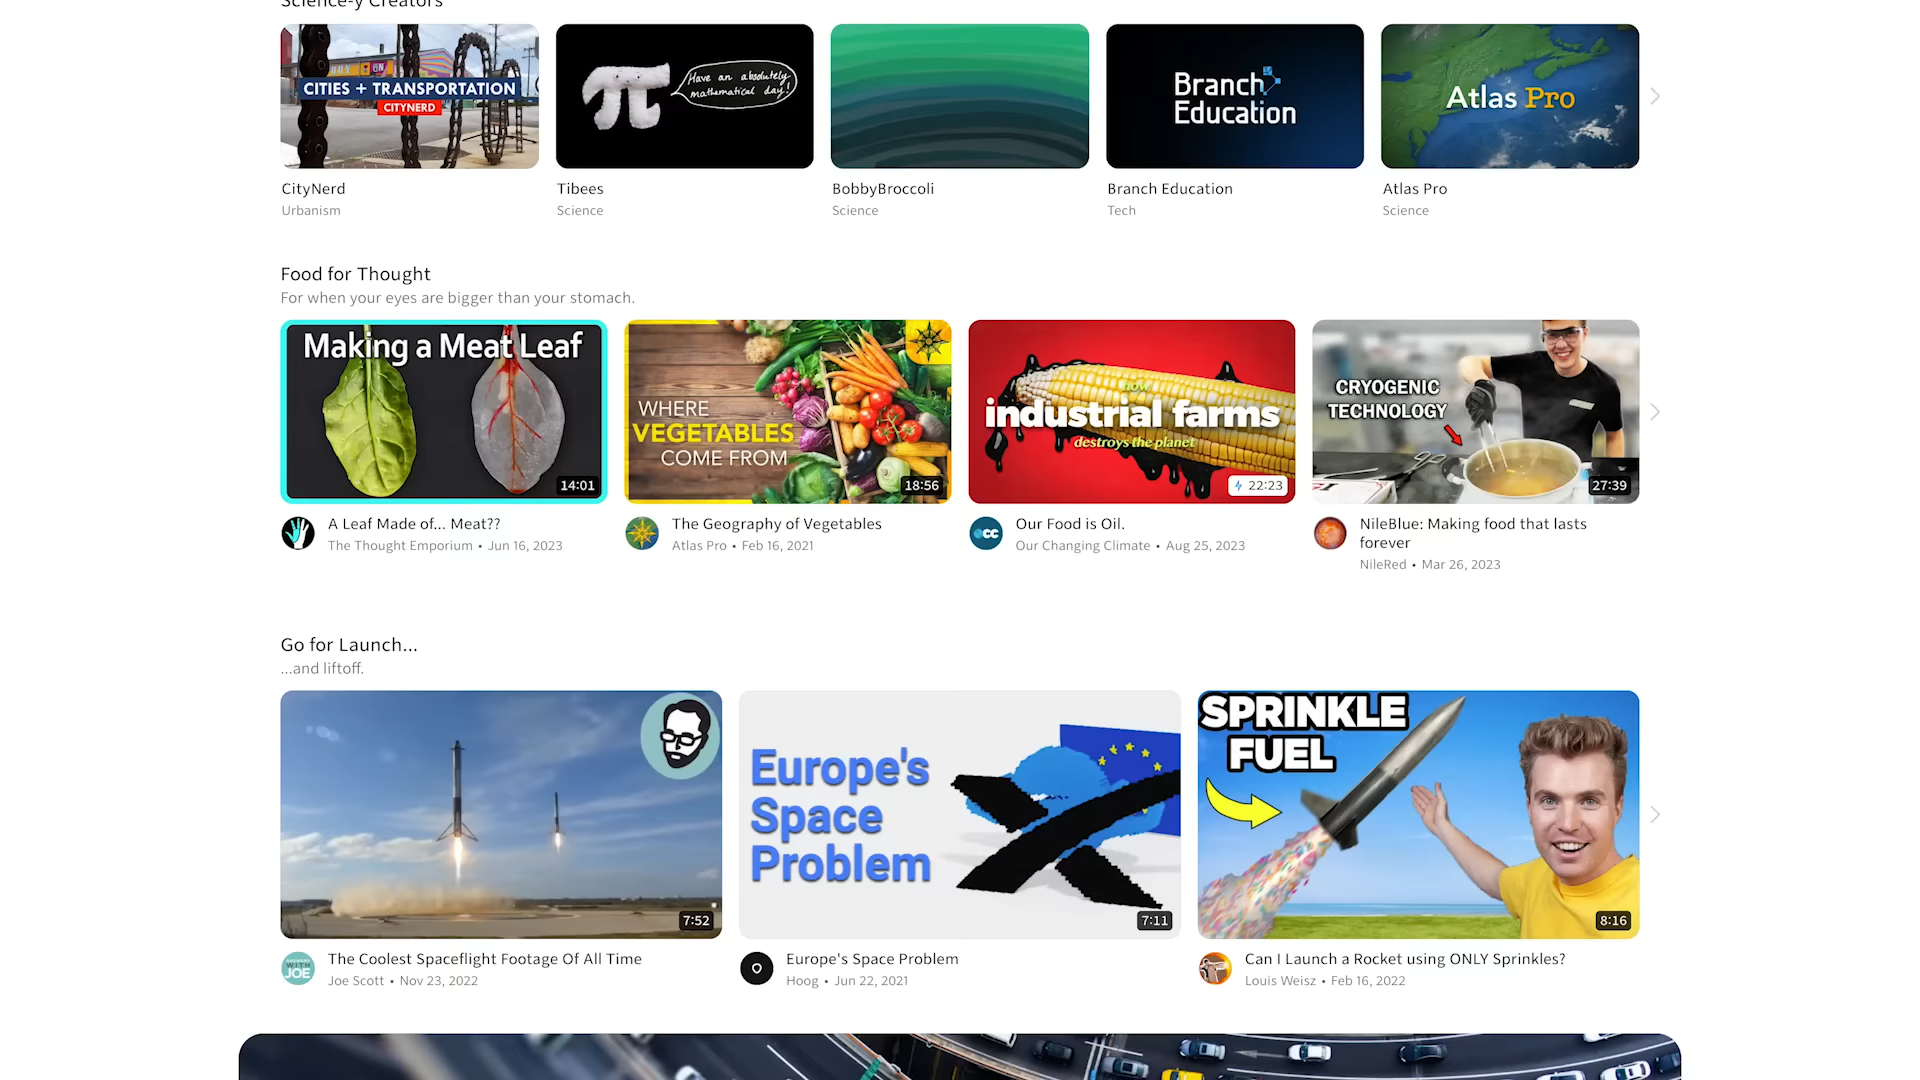 Science-y Creators
CITIES + TRANSPORTATION
CITYNERD
Have an absolutely
mathematical day!
Branch
Education
Atlas Pro
CityNerd
Urbanism
Tibees
Science
BobbyBroccoli
Science
Branch Education
Tech
Atlas Pro
Science
Food for Thought
For when your eyes are bigger than your stomach.
Making a Meat Leaf
14:01
WHERE
VEGETABLES
COME FROM
18:56
how
industrial farms
destroys the planet
22:23
CRYOGENIC
TECHNOLOGY
27:39
A Leaf Made of... Meat??
The Thought Emporium • Jun 16, 2023
The Geography of Vegetables
Atlas Pro • Feb 16, 2021
CC
Our Food is Oil.
Our Changing Climate • Aug 25, 2023
NileBlue: Making food that lasts
forever
NileRed • Mar 26, 2023
Go for Launch...
...and liftoff.
7:52
Europe's
Space
Problem
7:11
SPRINKLE
FUEL
8:16
ANSWERS
WITH
JOE
The Coolest Spaceflight Footage Of All Time
Joe Scott • Nov 23, 2022
Europe's Space Problem
Hoog • Jun 22, 2021
Can I Launch a Rocket using ONLY Sprinkles?
Louis Weisz • Feb 16, 2022